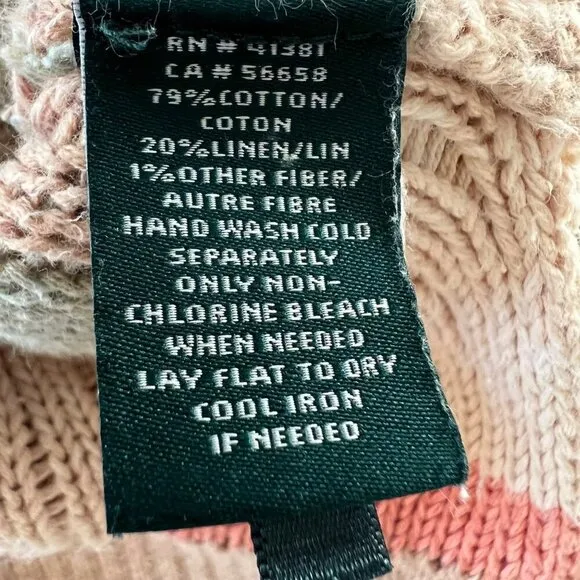 RN # 41381
CA # 56658
79%COTTON/
COTON
20%LINEN/LIN
1%OTHER FIBER/
AUTRE FIBRE
HAND WASH COLD
SEPARATELY
ONLY NON-
CHLORINE BLEACH
WHEN NEEDED
LAY FLAT TO DRY
COOL IRON
IF NEEDED